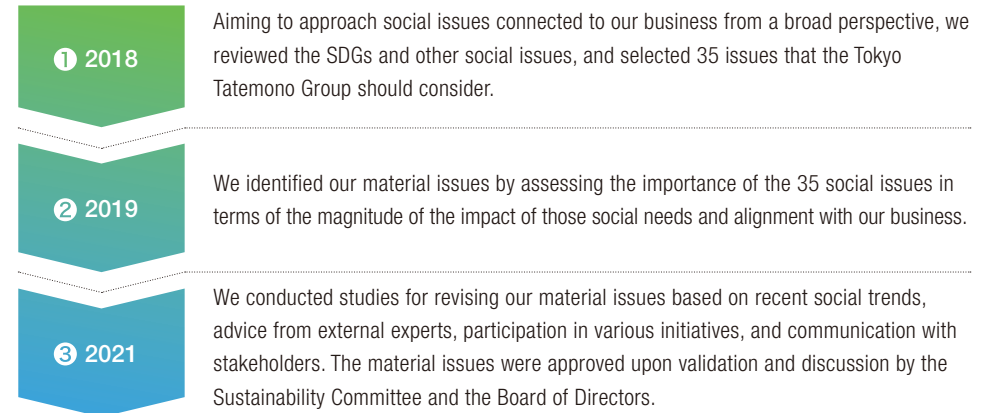 ❶ 2018
Aiming to approach social issues connected to our business from a broad perspective, we
reviewed the SDGs and other social issues, and selected 35 issues that the Tokyo
Tatemono Group should consider.
❷ 2019
We identified our material issues by assessing the importance of the 35 social issues in
terms of the magnitude of the impact of those social needs and alignment with our business.
❸ 2021
We conducted studies for revising our material issues based on recent social trends,
advice from external experts, participation in various initiatives, and communication with
stakeholders. The material issues were approved upon validation and discussion by the
Sustainability Committee and the Board of Directors.